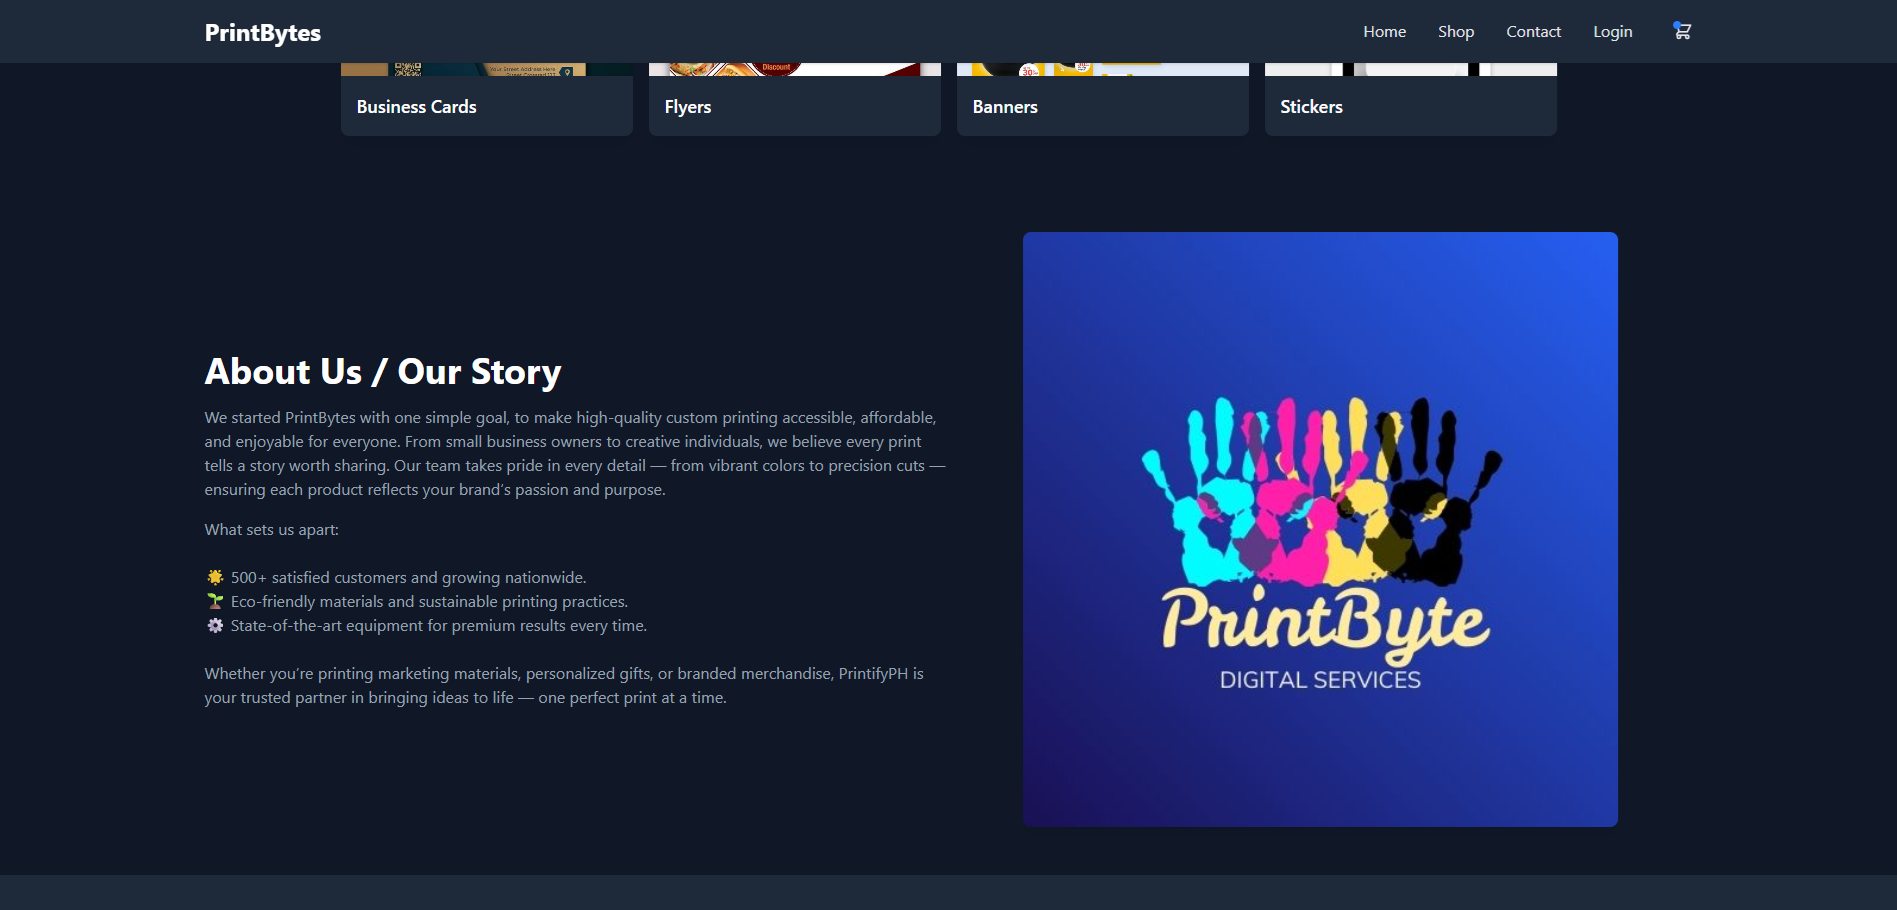 PrintBytes
Home
Shop
Contact
Login
Your Street Address Here
Discount
30
Business Cards
Flyers
Banners
Stickers
About Us / Our Story
We started PrintBytes with one simple goal, to make high-quality custom printing accessible, affordable,
and enjoyable for everyone. From small business owners to creative individuals, we believe every print
tells a story worth sharing. Our team takes pride in every detail — from vibrant colors to precision cuts —
ensuring each product reflects your brand's passion and purpose.
What sets us apart:
🌟 500+ satisfied customers and growing nationwide.
🌱 Eco-friendly materials and sustainable printing practices.
⚙️ State-of-the-art equipment for premium results every time.
Whether you're printing marketing materials, personalized gifts, or branded merchandise, PrintifyPH is
your trusted partner in bringing ideas to life — one perfect print at a time.
PrintByte
DIGITAL SERVICES